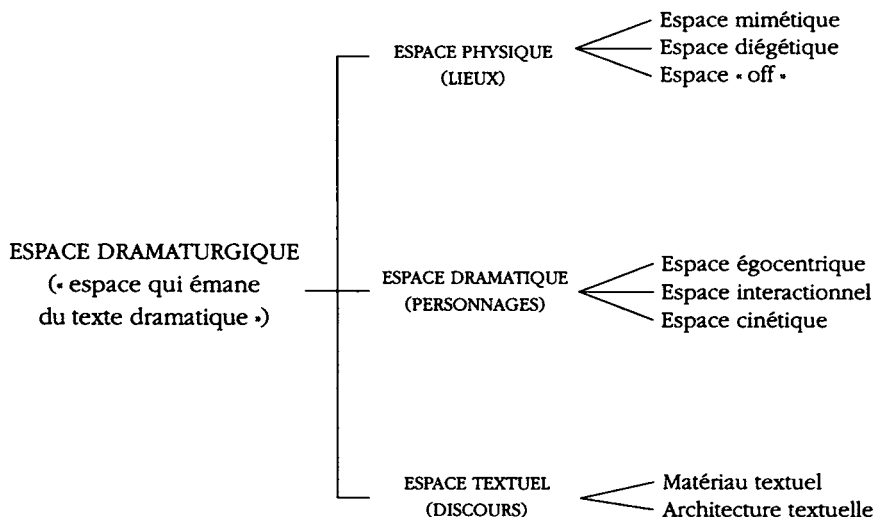 ESPACE PHYSIQUE
(LIEUX)
Espace mimétique
Espace diégétique
Espace « off »
ESPACE DRAMATURGIQUE
(« espace qui émane
du texte dramatique »)
ESPACE DRAMATIQUE
(PERSONNAGES)
Espace égocentrique
Espace interactionnel
Espace cinétique
ESPACE TEXTUEL
(DISCOURS)
Matériau textuel
Architecture textuelle